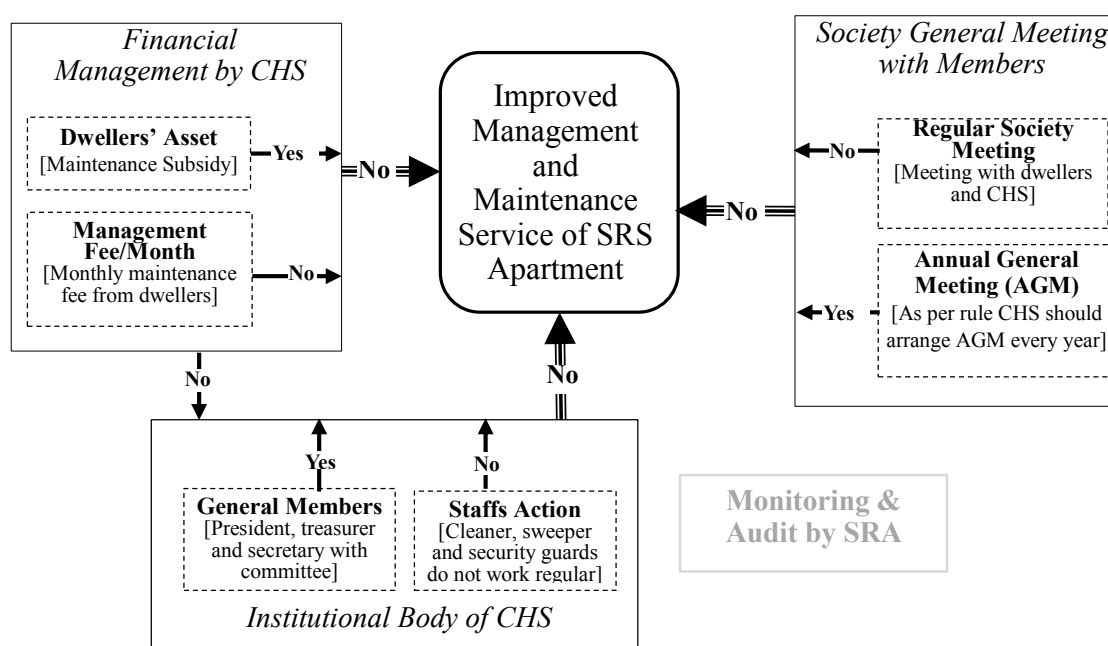 Financial
Management by CHS
Dwellers’ Asset
[Maintenance Subsidy]
Yes
Management
Fee/Month
[Monthly maintenance
fee from dwellers]
No
No
Improved
Management
and
Maintenance
Service of SRS
Apartment
Society General Meeting
with Members
Regular Society
Meeting
[Meeting with dwellers
and CHS]
No
No
Annual General
Meeting (AGM)
[As per rule CHS should
arrange AGM every year]
Yes
No
No
Yes
No
General Members
[President, treasurer
and secretary with
committee]
Staffs Action
[Cleaner, sweeper
and security guards
do not work regular]
Institutional Body of CHS
Monitoring &
Audit by SRA